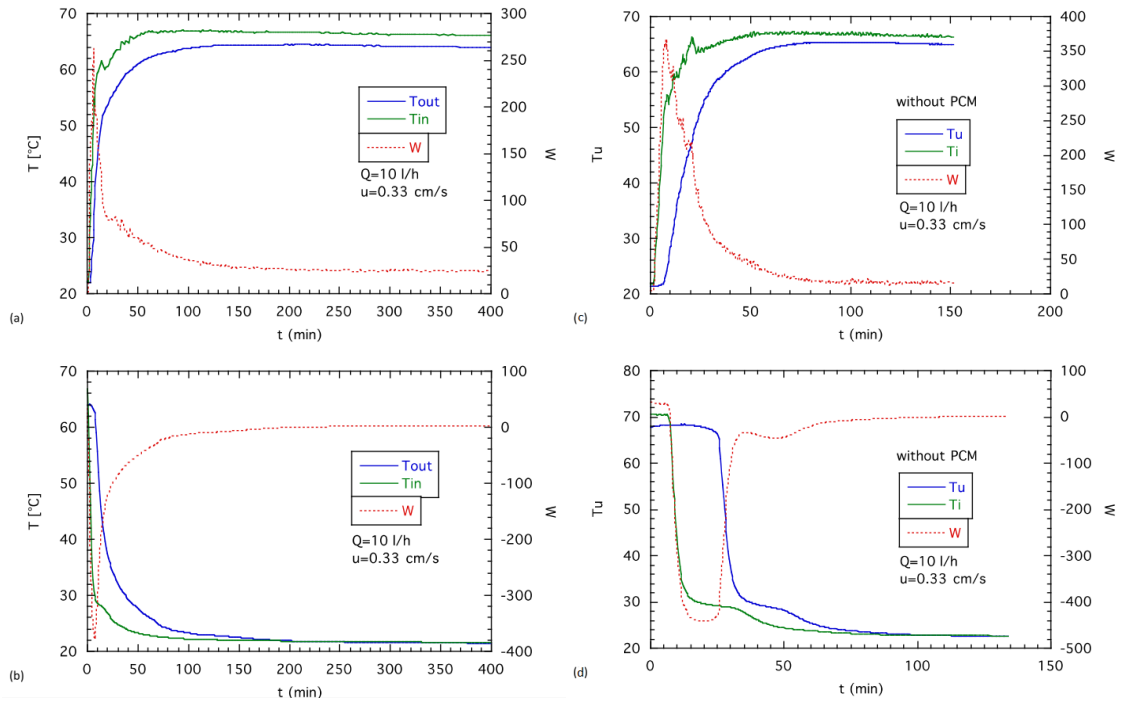 70
60
50
40
30
20
T [°C]
300
250
200
150
100
50
0
W
Tout
Tin
W
Q=10 l/h
u=0.33 cm/s
0 50 100 150 200 250 300 350 400
t (min)
(a)
70
60
50
40
30
20
Tu
400
350
300
250
200
150
100
50
0
W
without PCM
Tu
Ti
W
Q=10 l/h
u=0.33 cm/s
0 50 100 150 200
t (min)
(c)
70
60
50
40
30
20
T [°C]
100
0
-100
-200
-300
-400
W
Tout
Tin
W
Q=10 l/h
u=0.33 cm/s
0 50 100 150 200 250 300 350 400
t (min)
(b)
80
70
60
50
40
30
20
Tu
100
0
-100
-200
-300
-400
-500
W
without PCM
Tu
Ti
W
Q=10 l/h
u=0.33 cm/s
0 50 100 150
t (min)
(d)